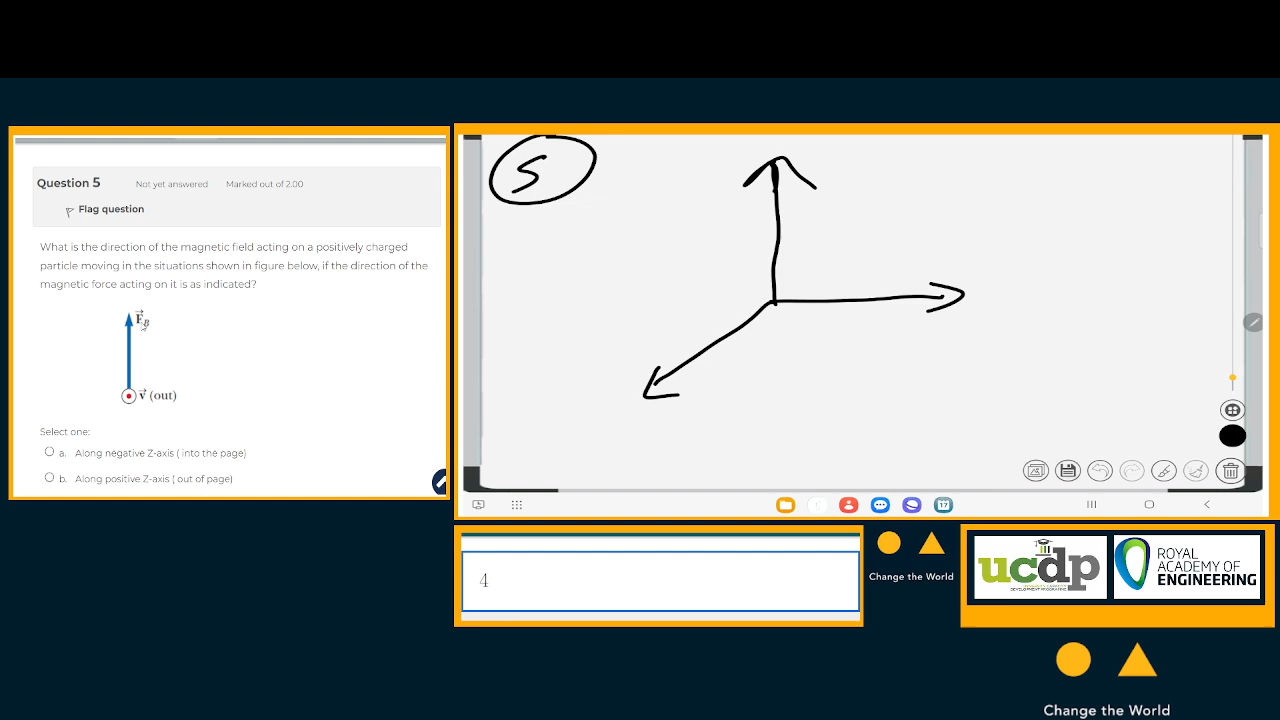 Question 5
Not yet answered
Marked out of 2.00
Flag question
What is the direction of the magnetic field acting on a positively charged
particle moving in the situations shown in figure below, if the direction of the
magnetic force acting on it is as indicated?
F⃗B
v⃗ (out)
Select one:
a. Along negative Z-axis ( into the page)
b. Along positive Z-axis ( out of page)
5
17
4
Change the World
ucdp
ROYAL
ACADEMY OF
ENGINEERING
Change the World